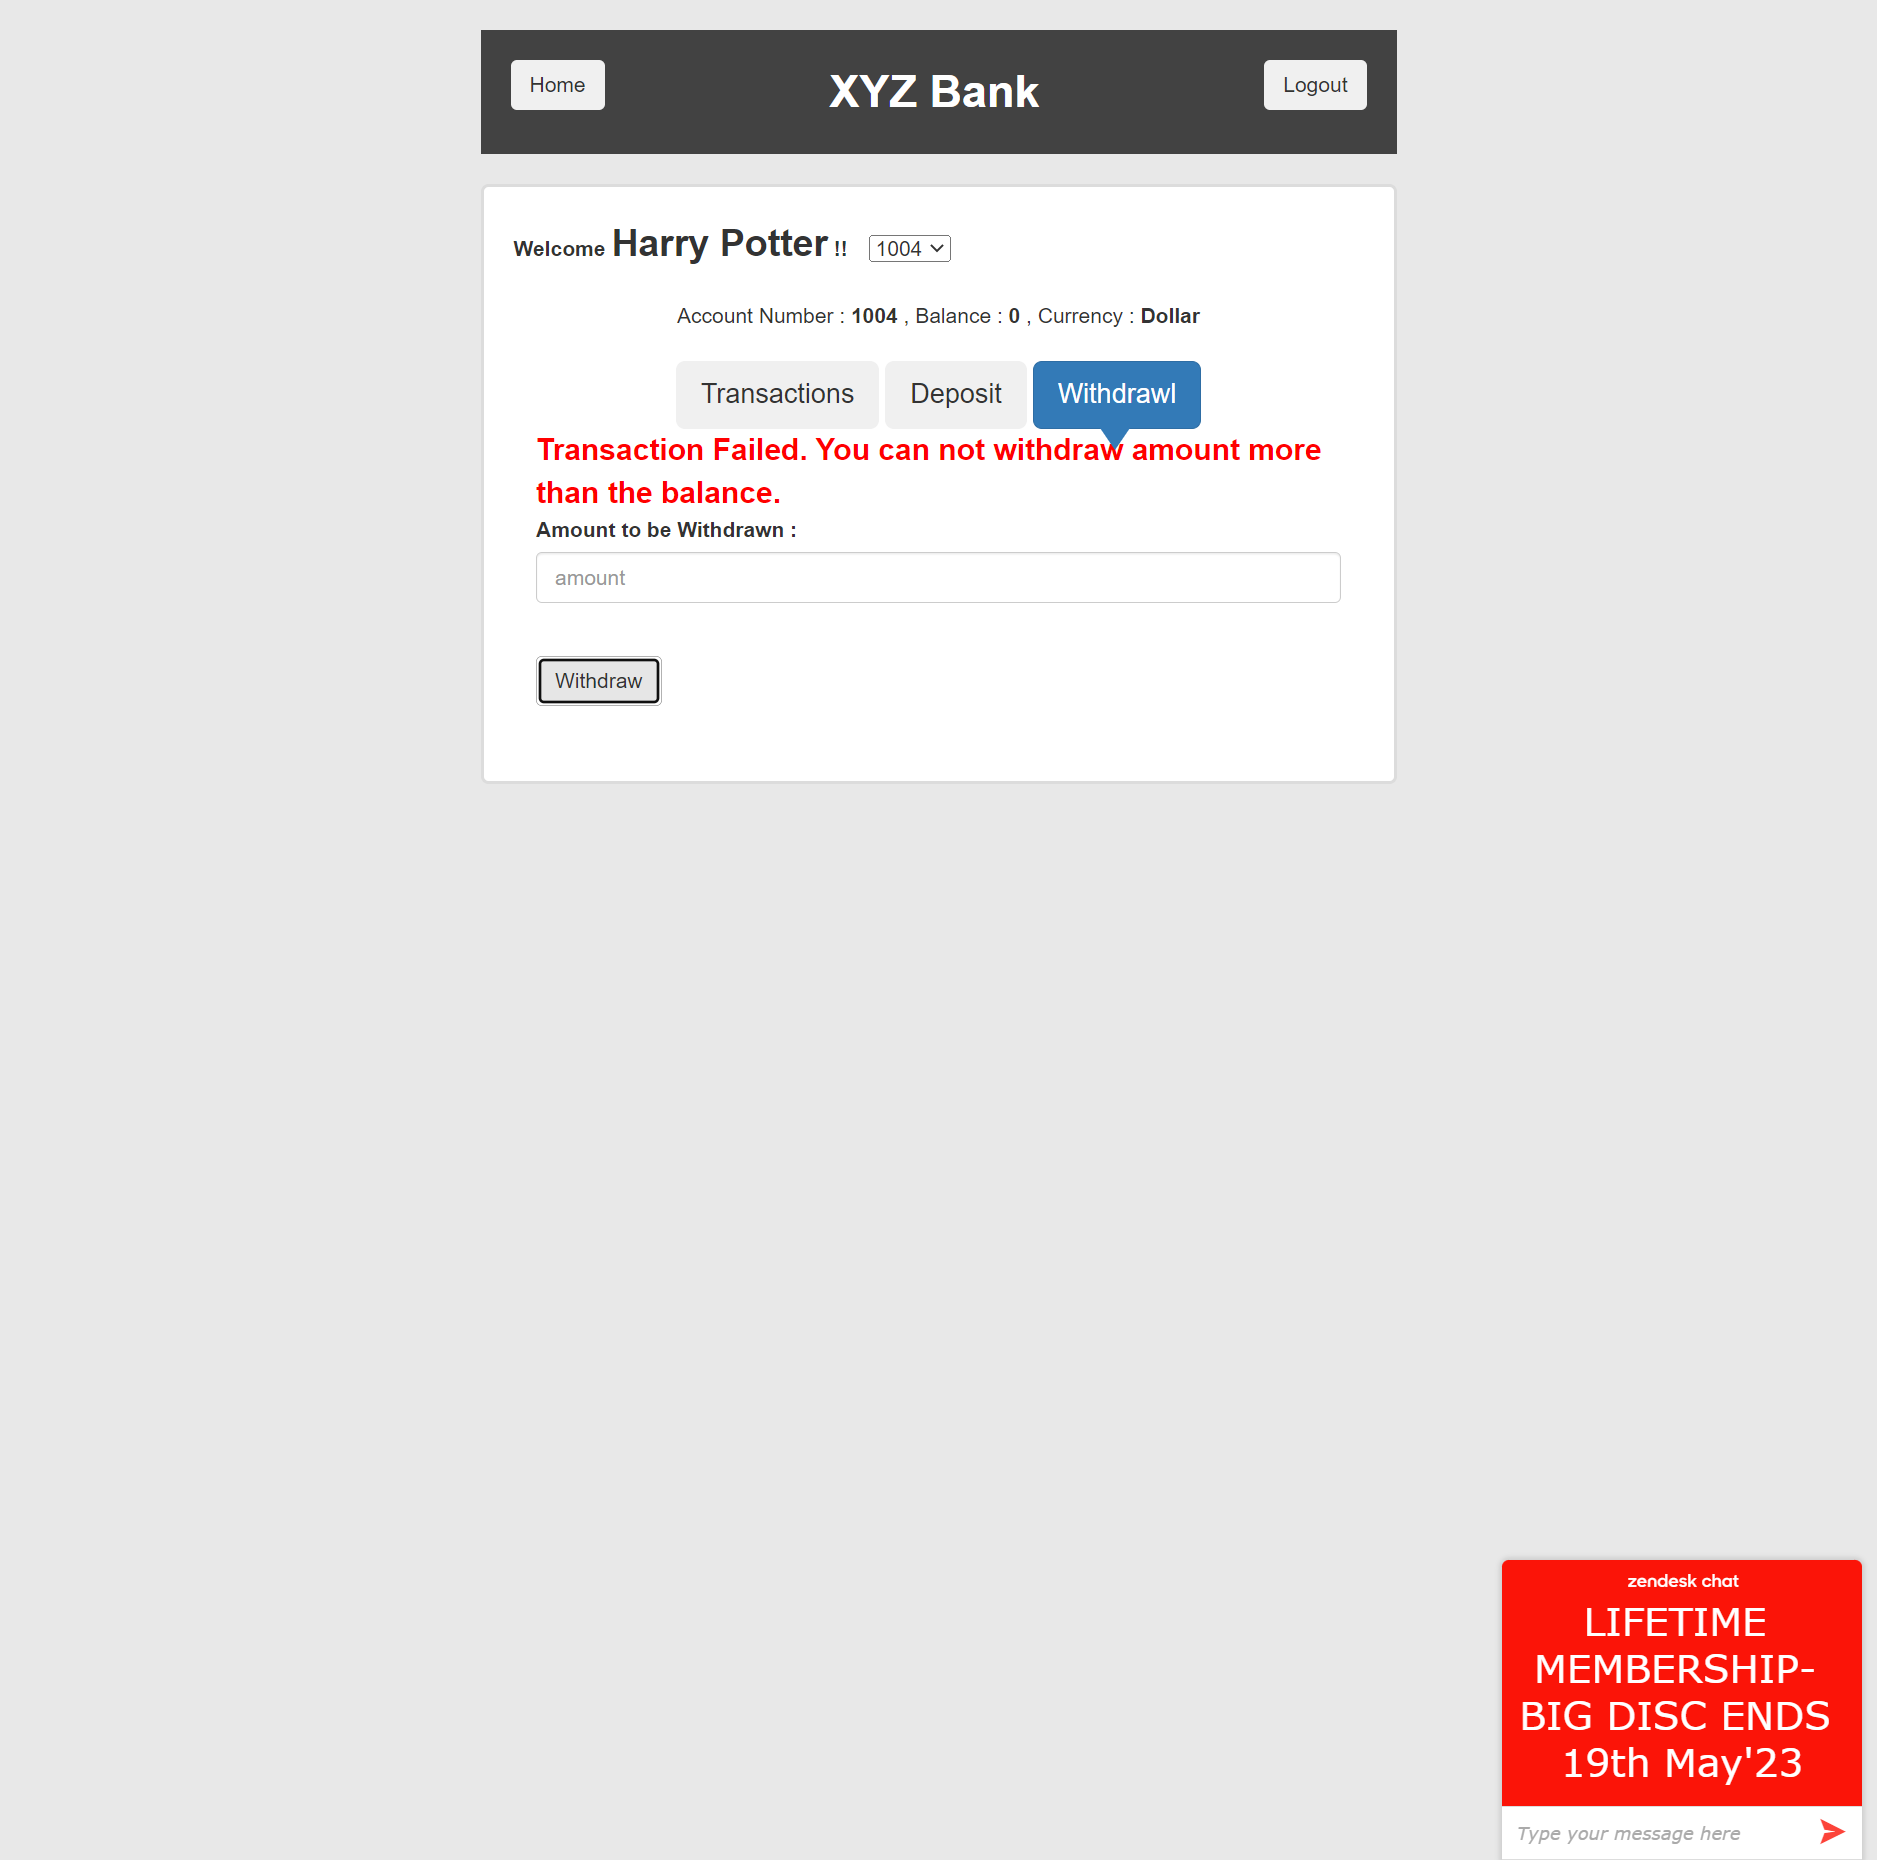 Home
XYZ Bank
Logout
Welcome Harry Potter !! 1004
Account Number : 1004 , Balance : 0 , Currency : Dollar
Transactions
Deposit
Withdrawl
Transaction Failed. You can not withdraw amount more
than the balance.
Amount to be Withdrawn :
amount
Withdraw
zendesk chat
LIFETIME
MEMBERSHIP-
BIG DISC ENDS
19th May'23
Type your message here